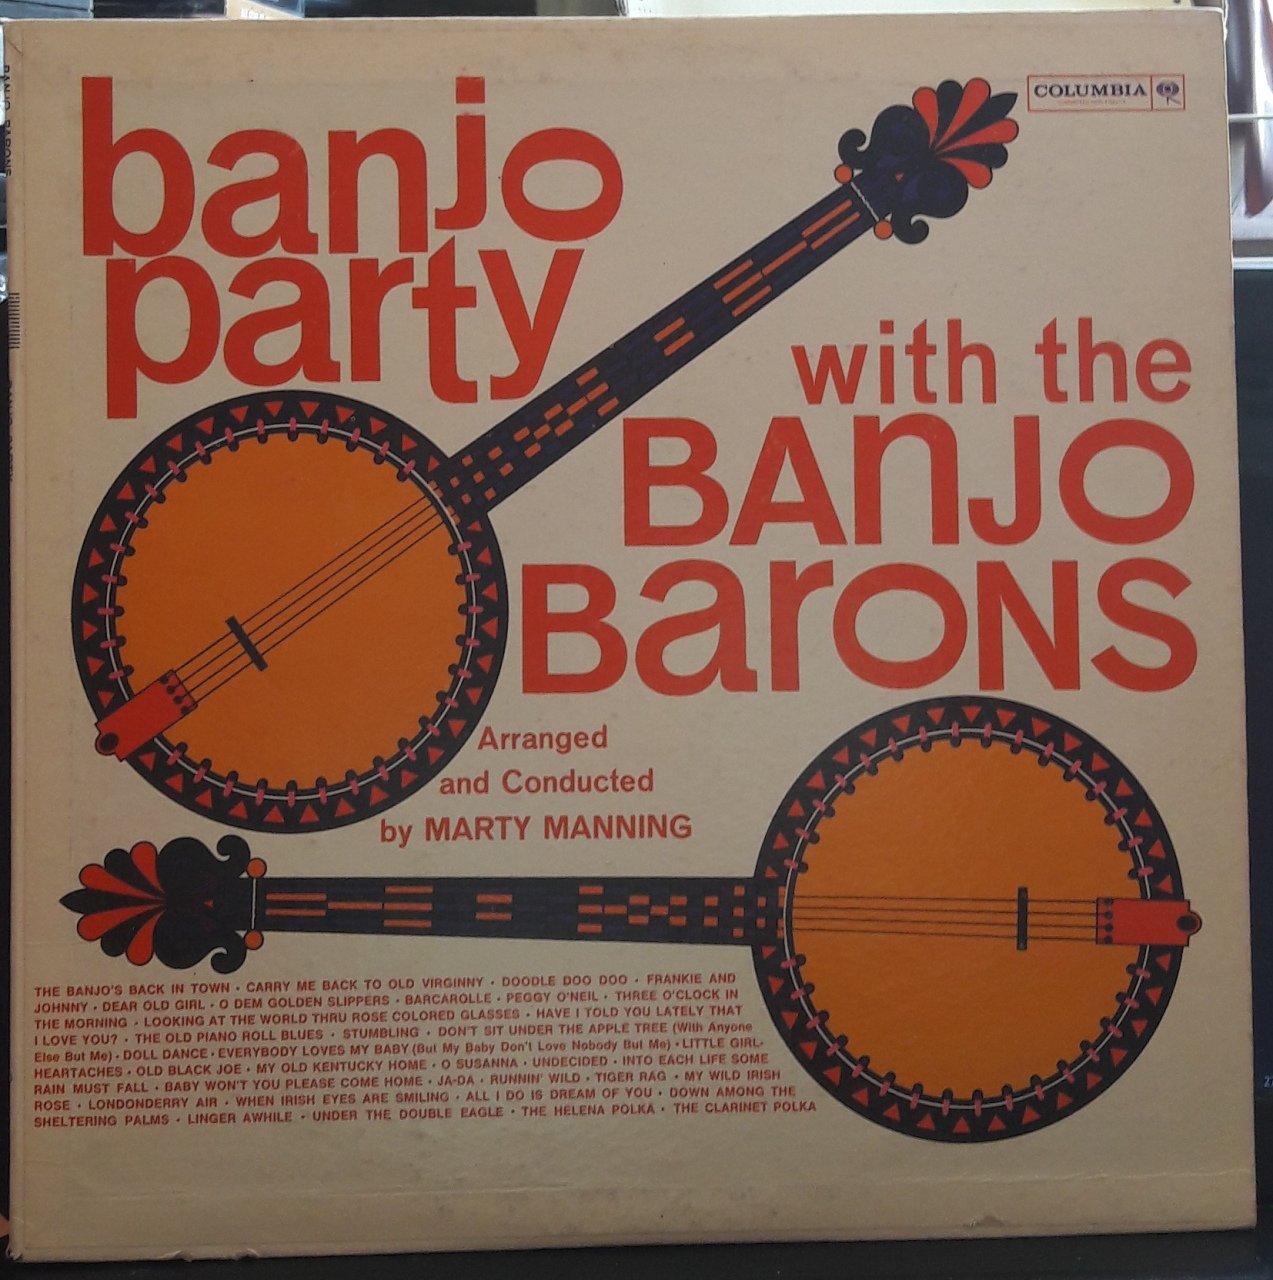 banjo
party
COLUMBIA
with the
BANJO
BARONS
Arranged
and Conducted
by MARTY MANNING
THE BANJO'S BACK IN TOWN • CARRY ME BACK TO OLD VIRGINNY • DOODLE DOO DOO • FRANKIE AND
JOHNNY • DEAR OLD GIRL • O DEM GOLDEN SLIPPERS • BARCAROLLE • PEGGY O'NEIL • THREE O'CLOCK IN
THE MORNING • LOOKING AT THE WORLD THRU ROSE COLORED GLASSES • HAVE I TOLD YOU LATELY THAT
I LOVE YOU? • THE OLD PIANO ROLL BLUES • STUMBLING • DON'T SIT UNDER THE APPLE TREE (With Anyone
Else But Me) • DOLL DANCE • EVERYBODY LOVES MY BABY (But My Baby Don't Love Nobody But Me) • LITTLE GIRL •
HEARTACHES • OLD BLACK JOE • MY OLD KENTUCKY HOME • O SUSANNA • UNDECIDED • INTO EACH LIFE SOME
RAIN MUST FALL • BABY WON'T YOU PLEASE COME HOME • JA-DA • RUNNIN' WILD • TIGER RAG • MY WILD IRISH
ROSE • LONDONDERRY AIR • WHEN IRISH EYES ARE SMILING • ALL I DO IS DREAM OF YOU • DOWN AMONG THE
SHELTERING PALMS • LINGER AWHILE • UNDER THE DOUBLE EAGLE • THE HELENA POLKA • THE CLARINET POLKA